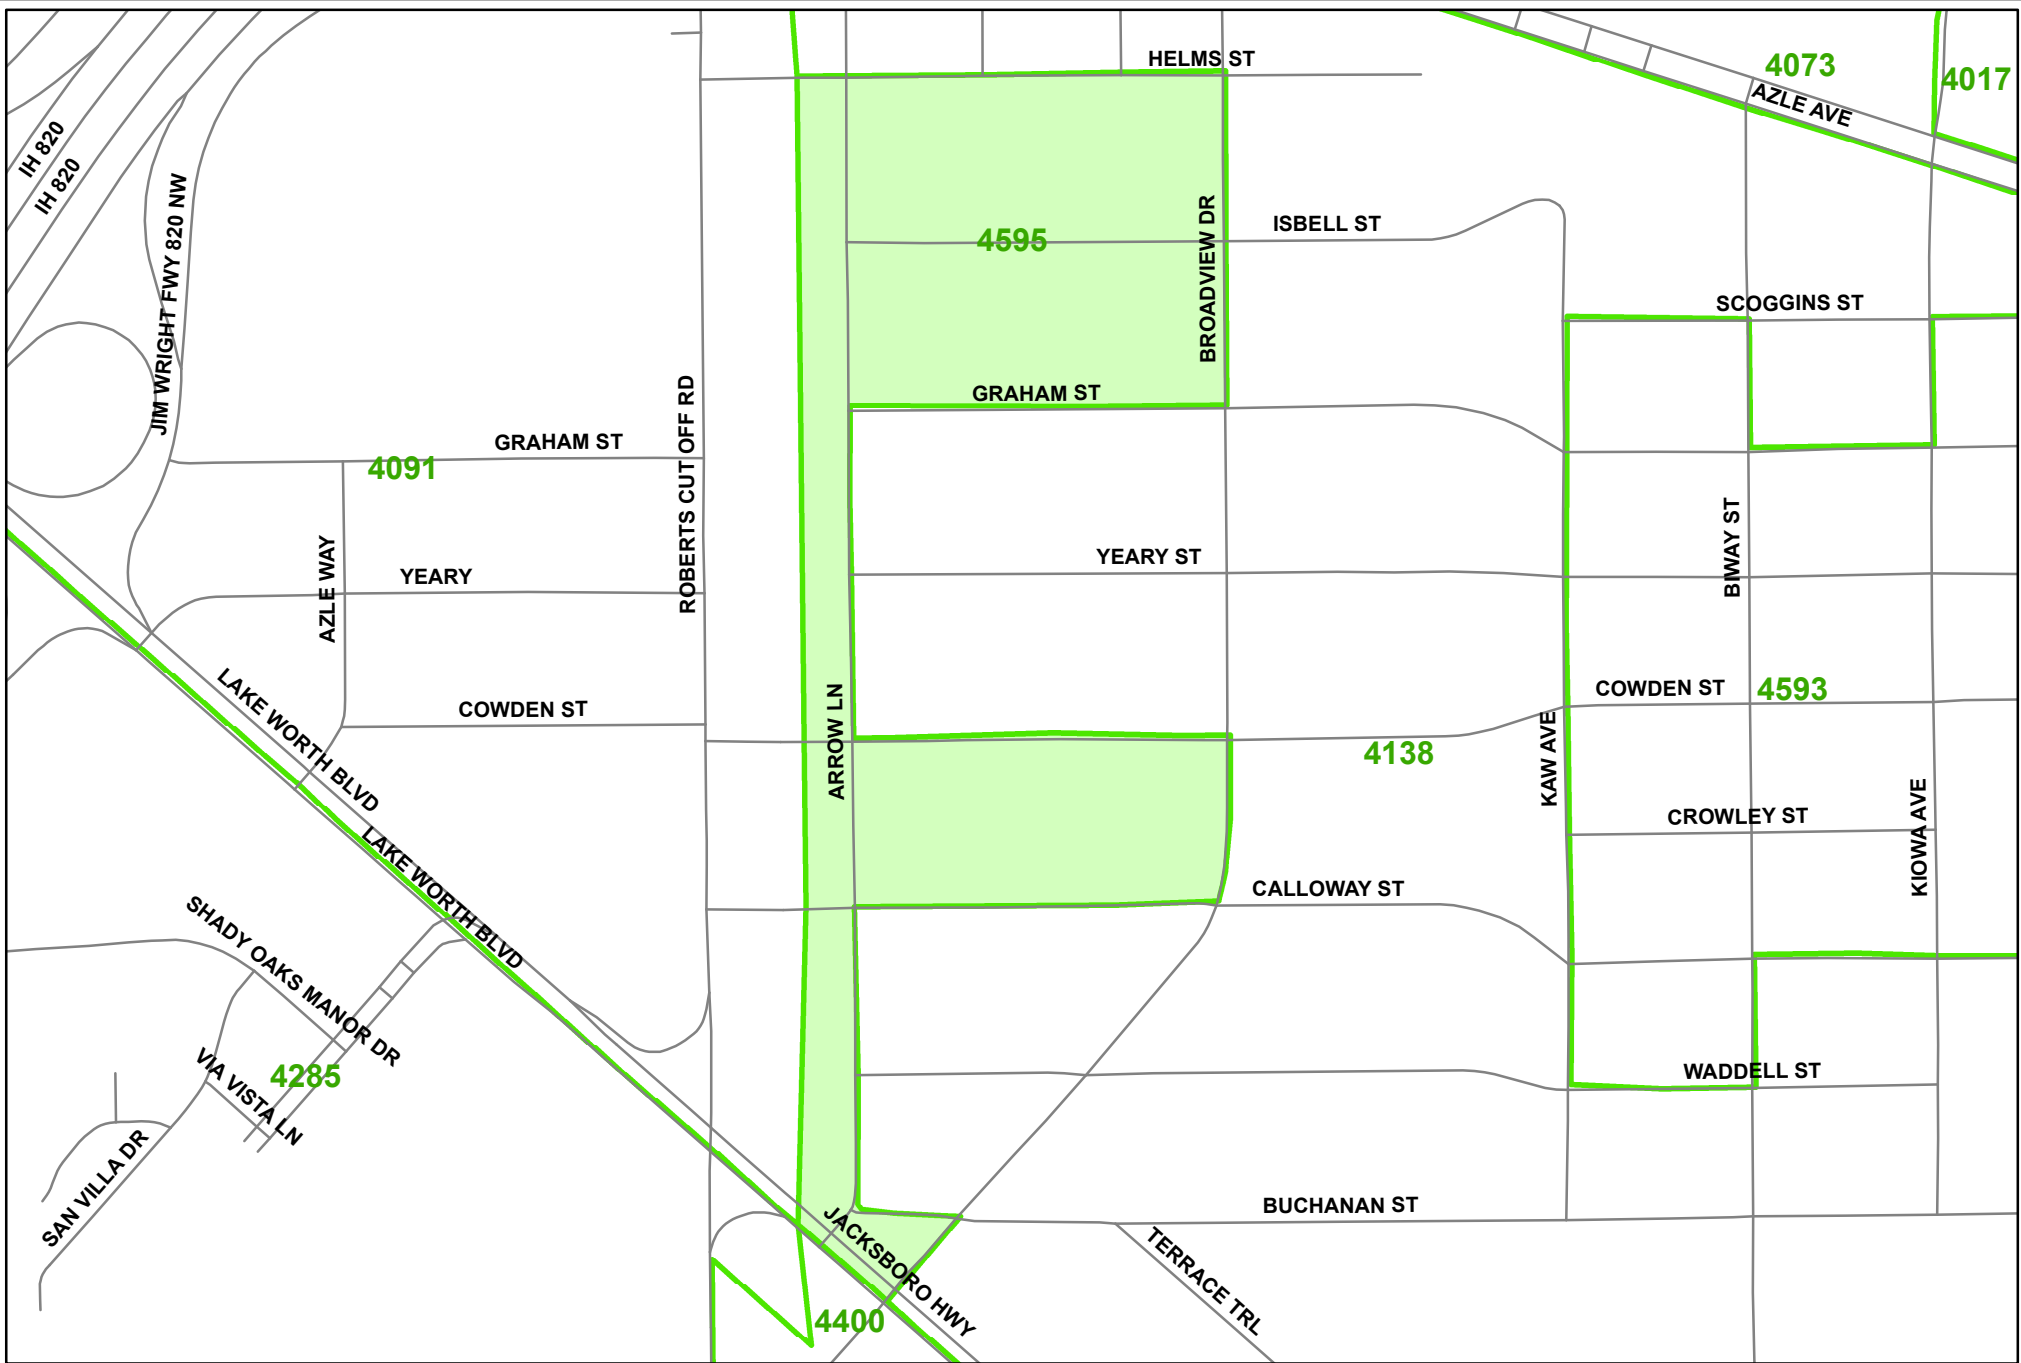 HELMS ST
4073
4017
AZLE AVE
IH 820
IH 820
JIM WRIGHT FWY 820 NW
BROADVIEW DR
ISBELL ST
4595
SCOGGINS ST
GRAHAM ST
ROBERTS CUT OFF RD
GRAHAM ST
4091
BIWAY ST
AZLE WAY
YEARY
YEARY ST
LAKE WORTH BLVD
COWDEN ST
ARROW LN
COWDEN ST
4593
KAW AVE
4138
CROWLEY ST
KIOWA AVE
LAKE WORTH BLVD
CALLOWAY ST
SHADY OAKS MANOR DR
VIA VISTA LN
4285
WADDELL ST
SAN VILLA DR
JACKSBORO HWY
BUCHANAN ST
TERRACE TRL
4400